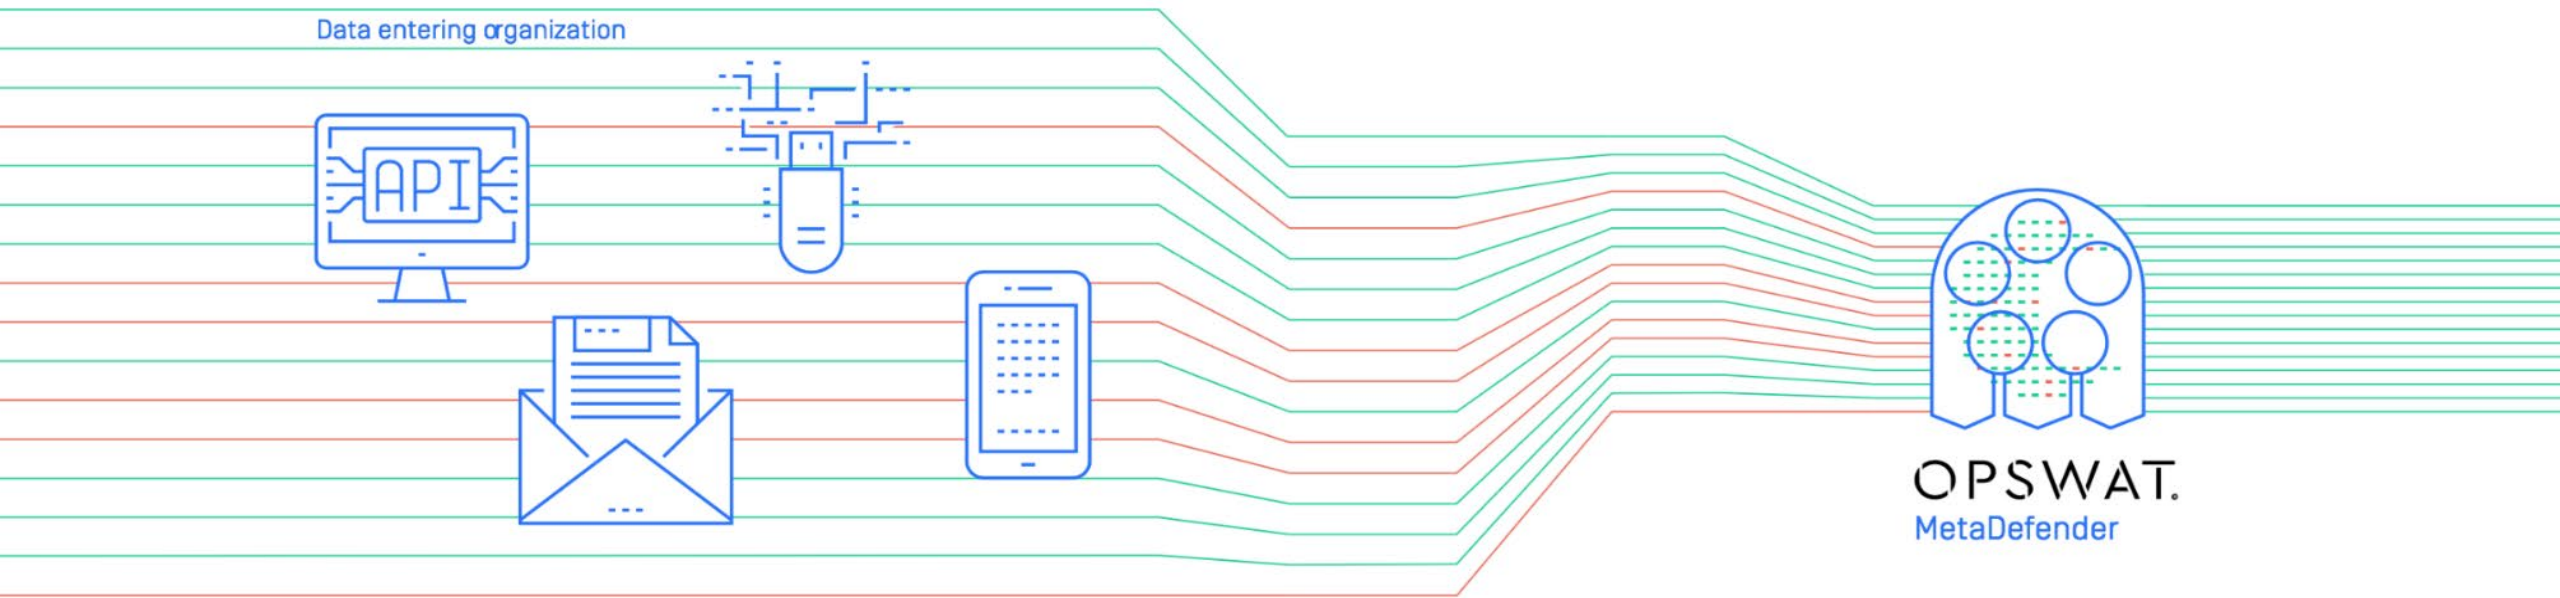 Data entering organization
API
OPSWAT.
MetaDefender